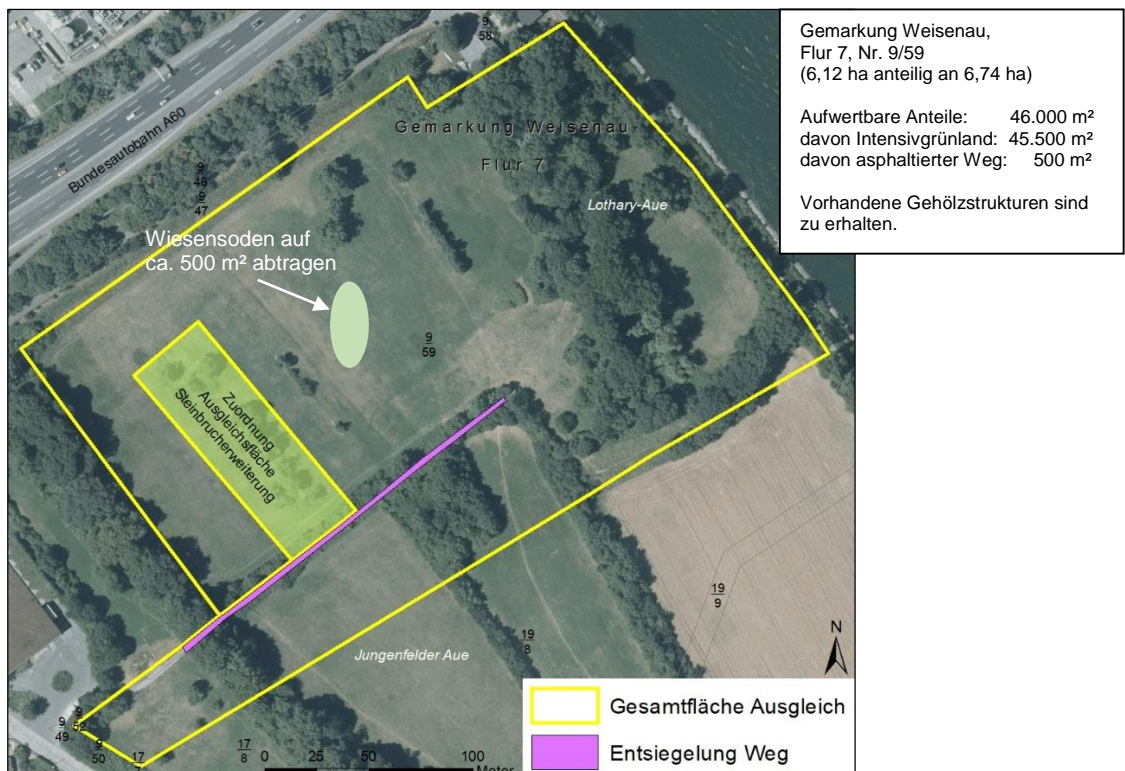 Gemarkung Weisenau,
Flur 7, Nr. 9/59
(6,12 ha anteilig an 6,74 ha)
Aufwertbare Anteile: 46.000 m²
davon Intensivgrünland: 45.500 m²
davon asphaltierter Weg: 500 m²
Vorhandene Gehölzstrukturen sind
zu erhalten.
9
58
Bundesautobahn A60
Gemarkung Weisenau
Flur 7
9
46
9
47
Lothary-Aue
Wiesensoden auf
ca. 500 m² abtragen
9
59
Zuordnung
Ausgleichsfläche
Steinbrucherweiterung
19
9
19
8
Jungenfelder Aue
N
9
52
9
49
9
50
17
17
8
0 25 50 100
Meter
Gesamtfläche Ausgleich
Entsiegelung Weg